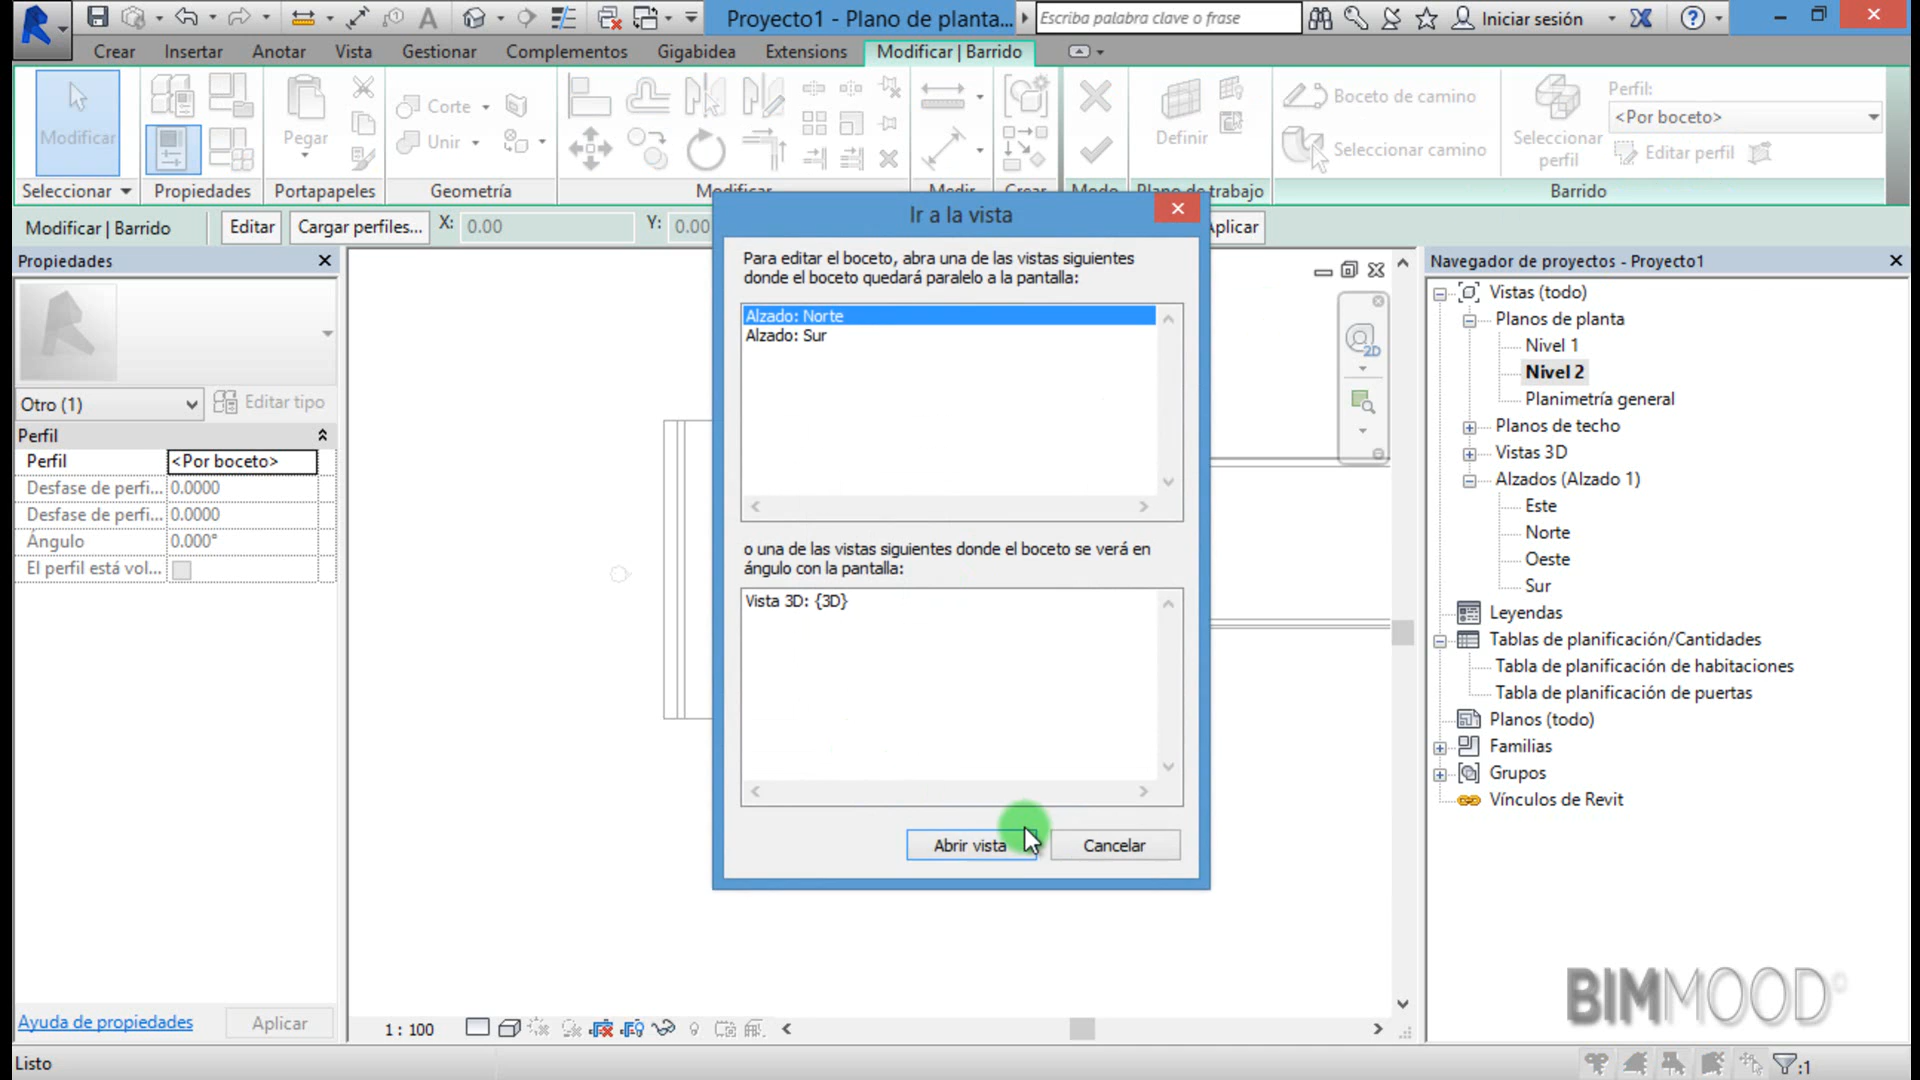 Proyecto1 - Plano de planta...
Escriba palabra clave o frase
Iniciar sesión
Crear
Insertar
Anotar
Vista
Gestionar
Complementos
Gigabidea
Extensions
Modificar | Barrido
Modificar
Pegar
Corte
Unir
Definir
Boceto de camino
Seleccionar camino
Seleccionar
perfil
Perfil:
<Por boceto>
Editar perfil
Seleccionar
Propiedades
Portapapeles
Geometría
Modificar
Medir
Crear
Modo
Plano de trabajo
Barrido
Modificar | Barrido
Editar
Cargar perfiles...
X:
0.00
Y:
0.00
Aplicar
Propiedades
Otro (1)
Editar tipo
Perfil
Perfil
<Por boceto>
Desfase de perfi...
0.0000
Desfase de perfi...
0.0000
Ángulo
0.000°
El perfil está vol...
Ayuda de propiedades
Aplicar
Ir a la vista
Para editar el boceto, abra una de las vistas siguientes
donde el boceto quedará paralelo a la pantalla:
Alzado: Norte
Alzado: Sur
o una de las vistas siguientes donde el boceto se verá en
ángulo con la pantalla:
Vista 3D: {3D}
Abrir vista
Cancelar
2D
Navegador de proyectos - Proyecto1
Vistas (todo)
Planos de planta
Nivel 1
Nivel 2
Planimetría general
Planos de techo
Vistas 3D
Alzados (Alzado 1)
Este
Norte
Oeste
Sur
Leyendas
Tablas de planificación/Cantidades
Tabla de planificación de habitaciones
Tabla de planificación de puertas
Planos (todo)
Familias
Grupos
Vínculos de Revit
BIMMOOD©
1 : 100
Listo
:1